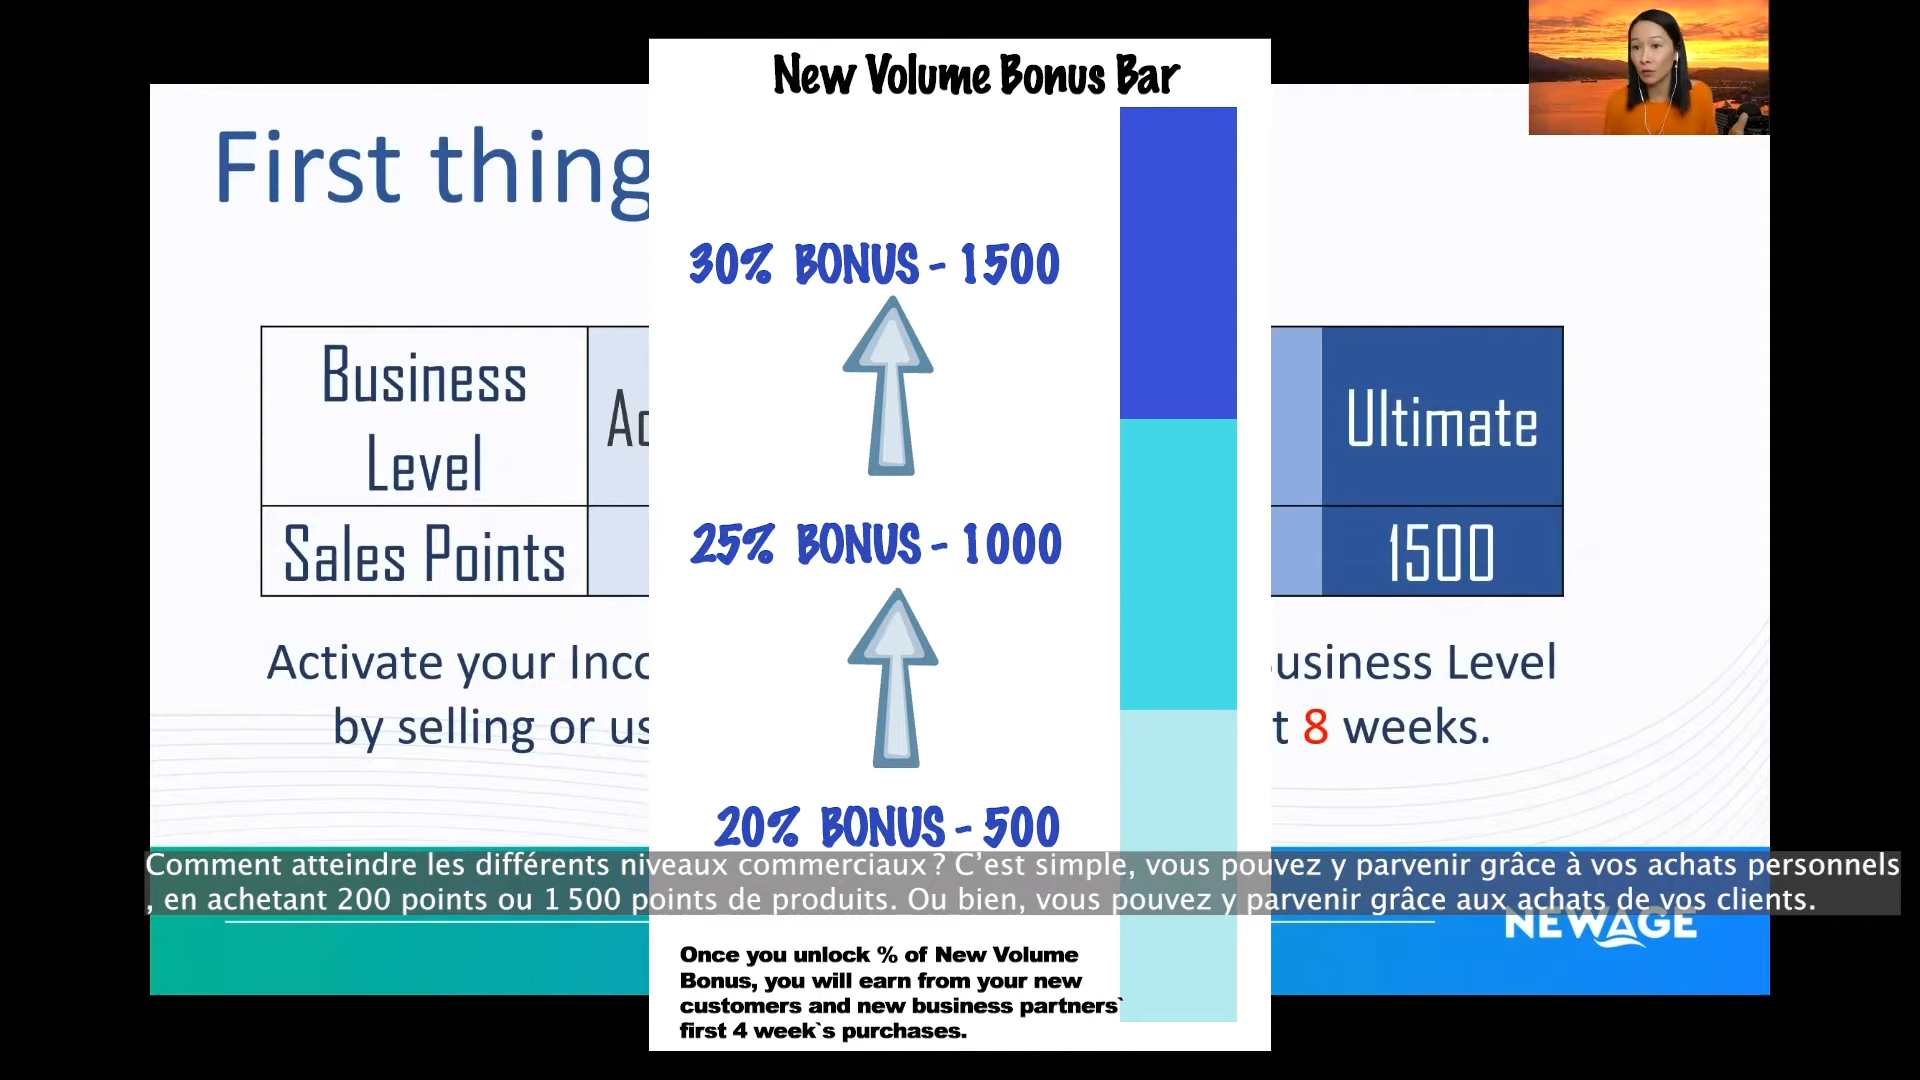 New Volume Bonus Bar
First thing
30% BONUS - 1500
Business
Level
Ultimate
Sales Points
1500
25% BONUS - 1000
Activate your
usiness Level
by selling or
8 weeks.
20% BONUS - 500
Comment atteindre les différents niveaux commerciaux ? C’est simple, vous pouvez y parvenir grâce à vos achats personnels
, en achetant 200 points ou 1 500 points de produits. Ou bien, vous pouvez y parvenir grâce aux achats de vos clients.
NEWAGE
Once you unlock % of New Volume
Bonus, you will earn from your new
customers and new business partners`
first 4 week`s purchases.